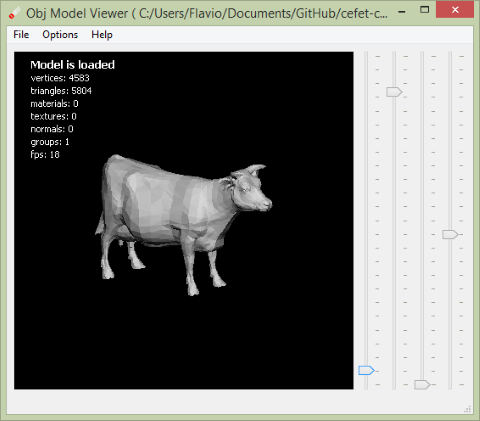 Obj Model Viewer ( C:/Users/Flavio/Documents/GitHub/cefet-c...
File Options Help
Model is loaded
vertices: 4583
triangles: 5804
materials: 0
textures: 0
normals: 0
groups: 1
fps: 18